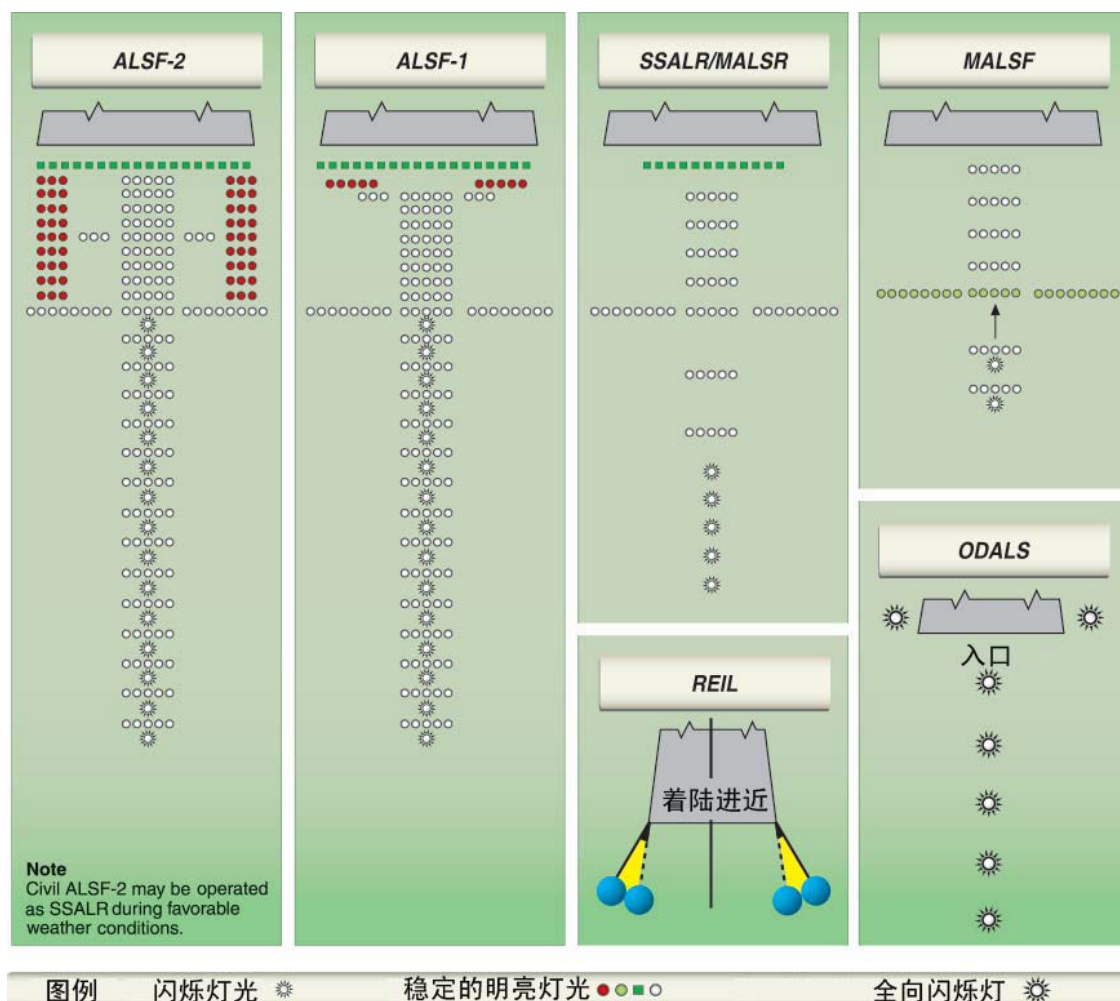 ALSF-2
ALSF-1
SSALR/MALSR
MALSF
ODALS
入口
REIL
着陆进近
Note
Civil ALSF-2 may be operated
as SSALR during favorable
weather conditions.
图例 闪烁灯光 稳定的明亮灯光 全向闪烁灯